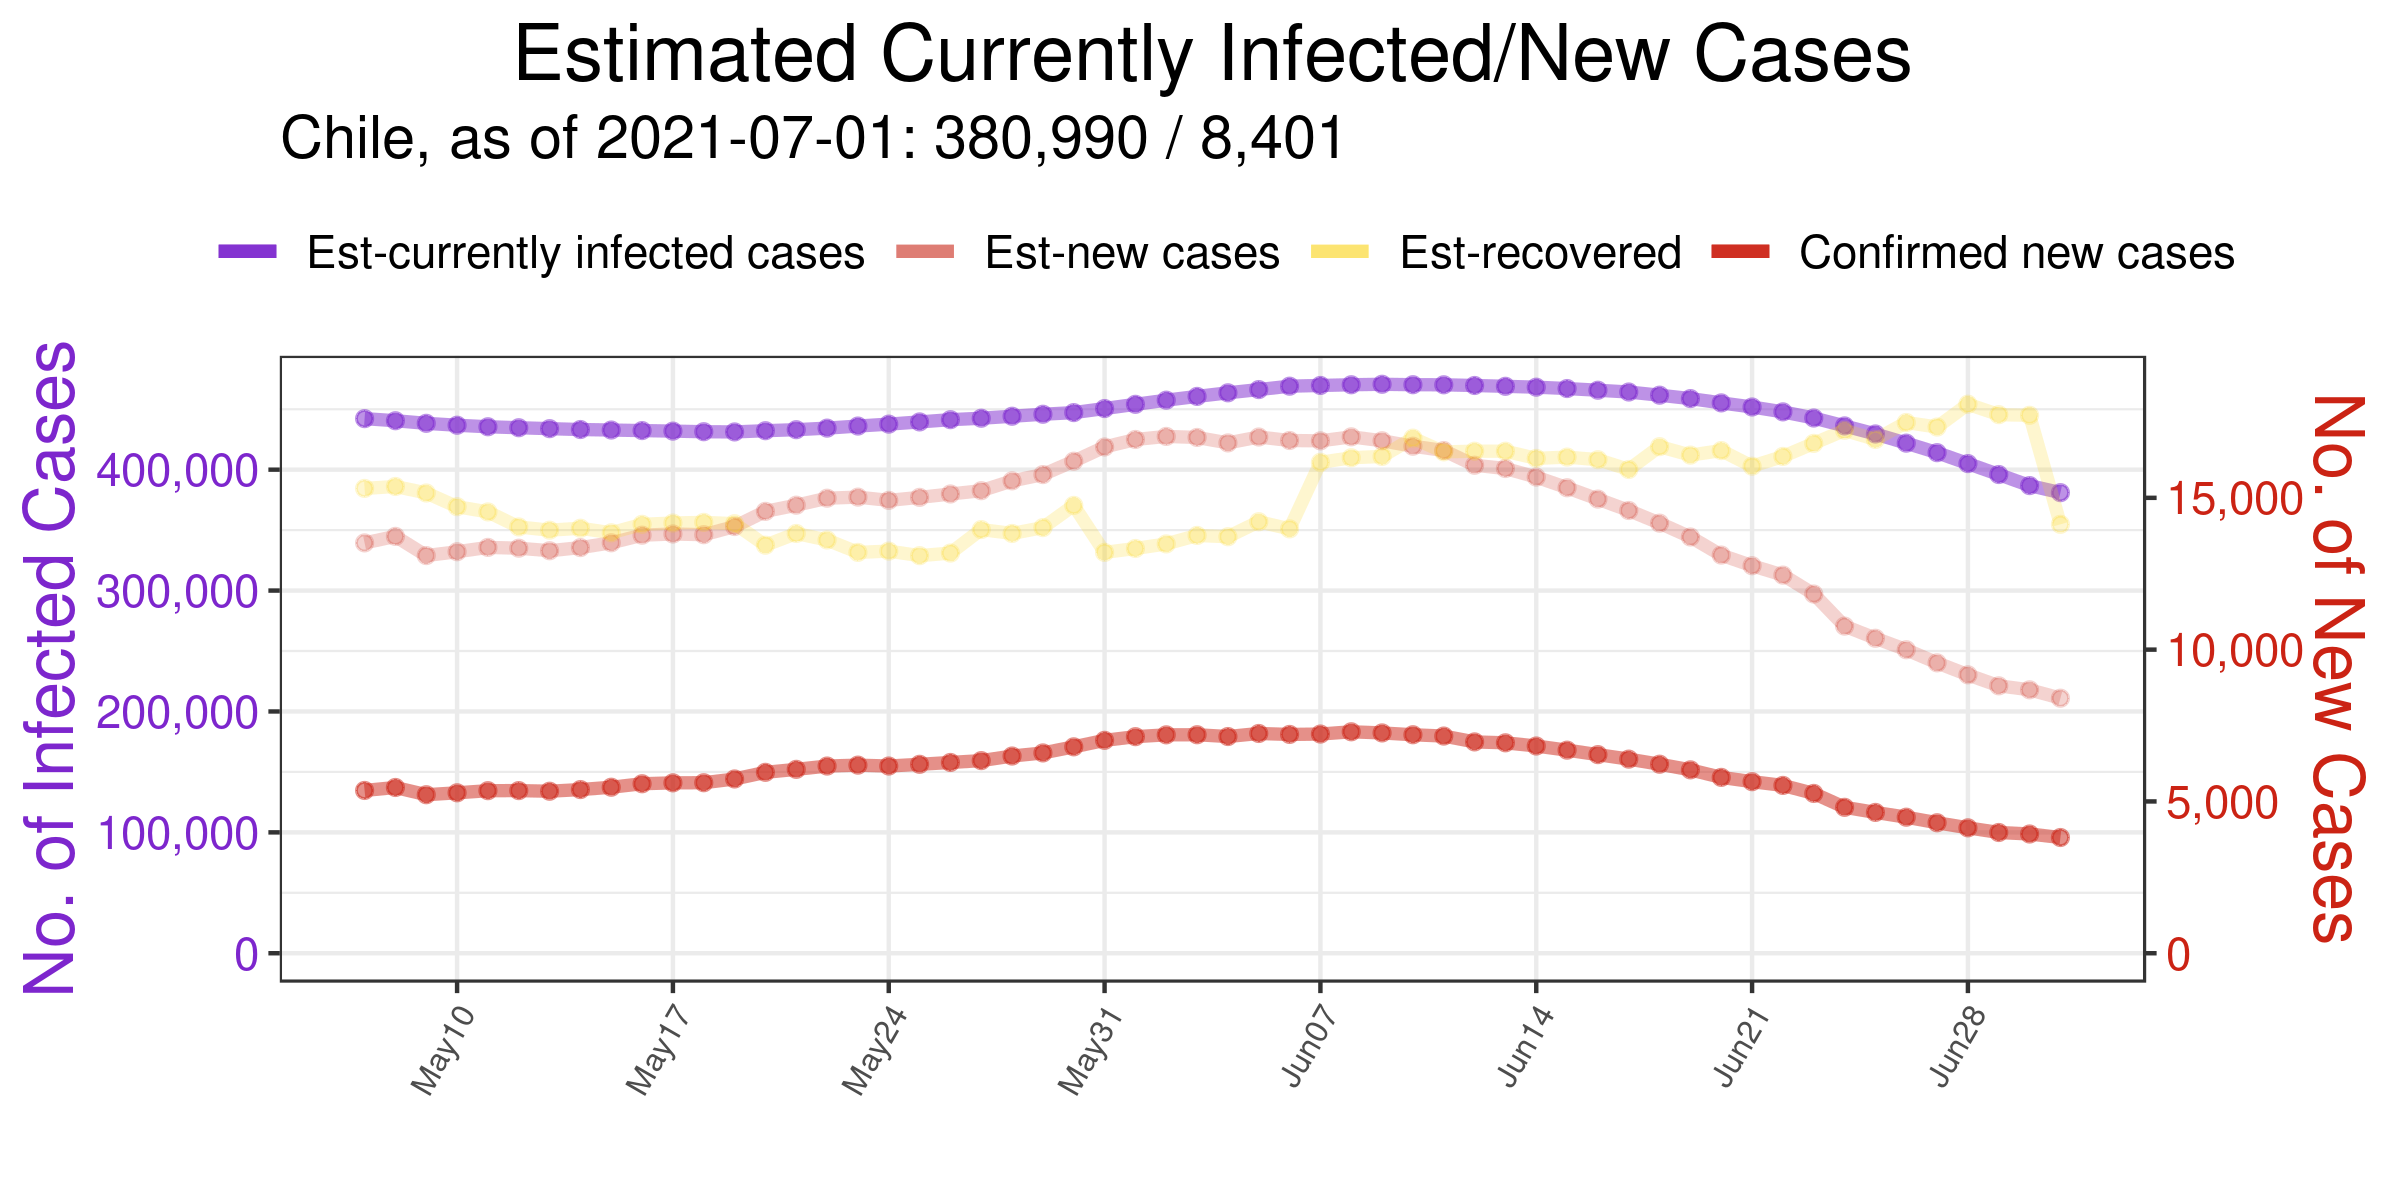 Estimated Currently Infected/New Cases
Chile, as of 2021-07-01: 380,990 / 8,401
Est-currently infected cases Est-new cases Est-recovered Confirmed new cases
No. of Infected Cases
400,000
300,000
200,000
100,000
0
No. of New Cases
15,000
10,000
5,000
0
May10 May17 May24 May31 Jun07 Jun14 Jun21 Jun28